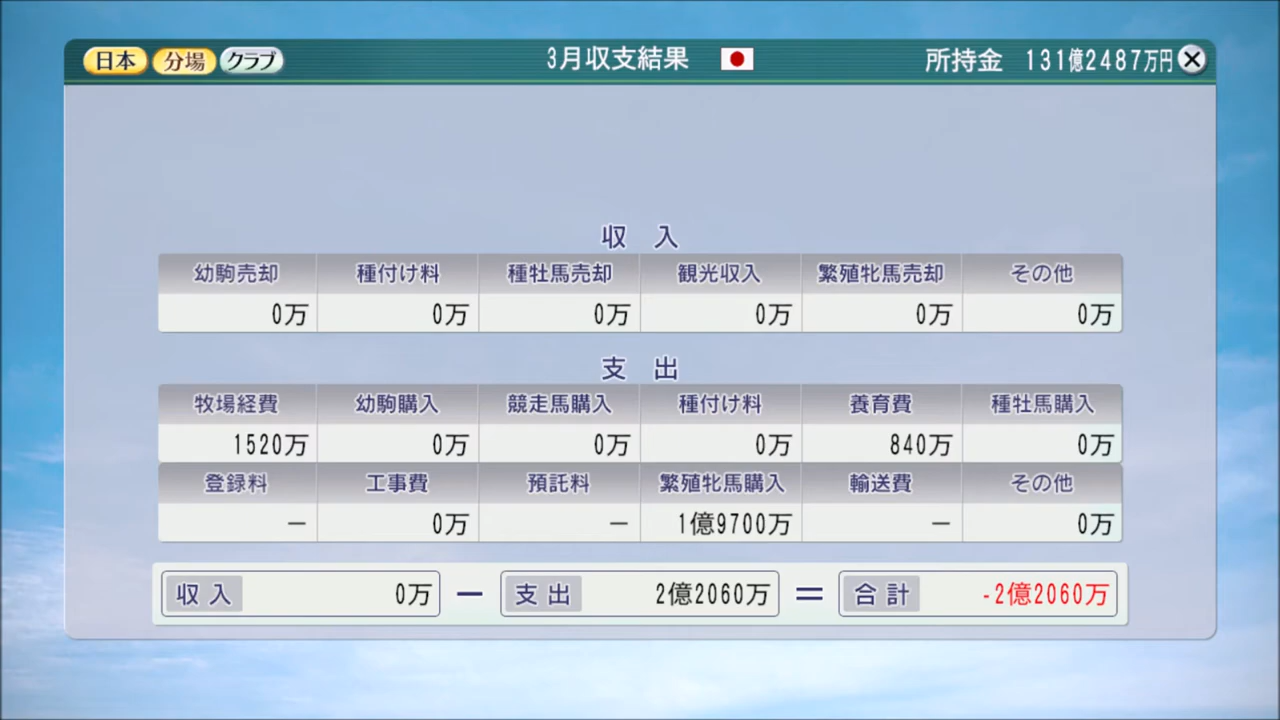 日本 分場 クラブ 3月収支結果 所持金 131億2487万円
収 入
幼駒売却 種付け料 種牡馬売却 観光収入 繁殖牝馬売却 その他
0万 0万 0万 0万 0万 0万
支 出
牧場経費 幼駒購入 競走馬購入 種付け料 養育費 種牡馬購入
1520万 0万 0万 0万 840万 0万
登録料 工事費 預託料 繁殖牝馬購入 輸送費 その他
— 0万 — 1億9700万 — 0万
収 入 0万 − 支 出 2億2060万 = 合 計 -2億2060万